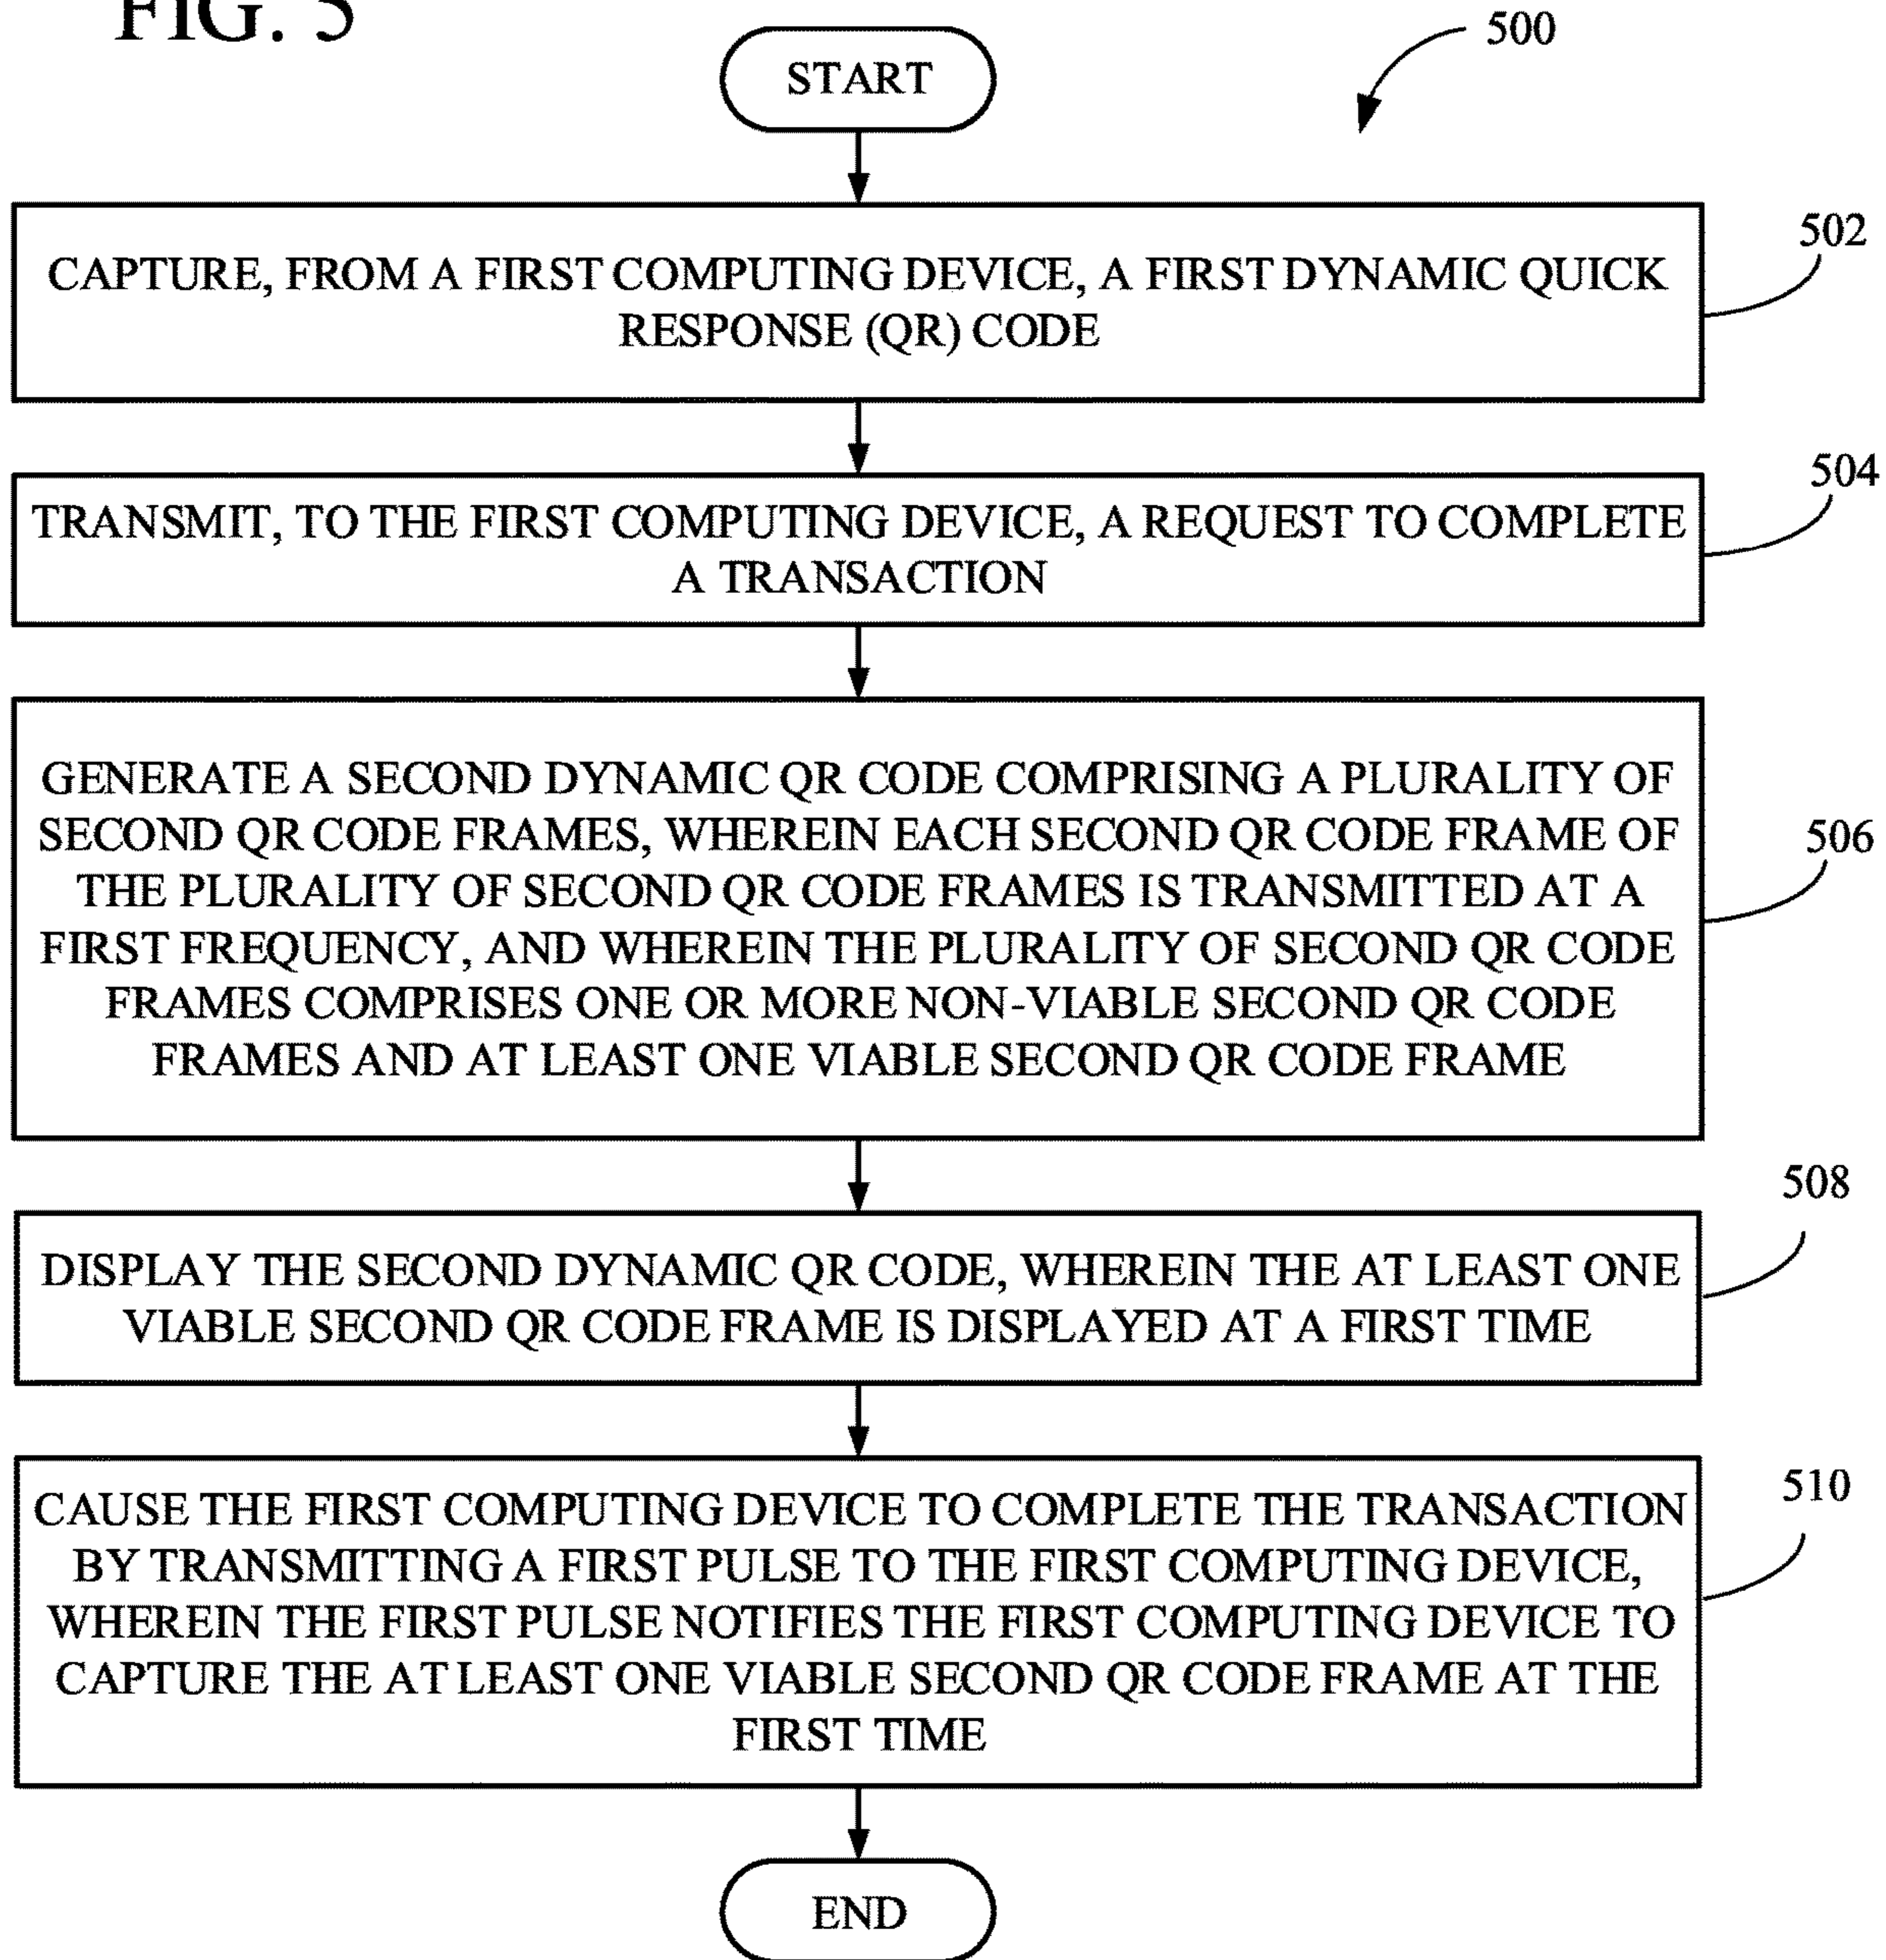 FIG. 5
500
START
502
CAPTURE, FROM A FIRST COMPUTING DEVICE, A FIRST DYNAMIC QUICK
RESPONSE (QR) CODE
504
TRANSMIT, TO THE FIRST COMPUTING DEVICE, A REQUEST TO COMPLETE
A TRANSACTION
506
GENERATE A SECOND DYNAMIC QR CODE COMPRISING A PLURALITY OF
SECOND QR CODE FRAMES, WHEREIN EACH SECOND QR CODE FRAME OF
THE PLURALITY OF SECOND QR CODE FRAMES IS TRANSMITTED AT A
FIRST FREQUENCY, AND WHEREIN THE PLURALITY OF SECOND QR CODE
FRAMES COMPRISES ONE OR MORE NON-VIABLE SECOND QR CODE
FRAMES AND AT LEAST ONE VIABLE SECOND QR CODE FRAME
508
DISPLAY THE SECOND DYNAMIC QR CODE, WHEREIN THE AT LEAST ONE
VIABLE SECOND QR CODE FRAME IS DISPLAYED AT A FIRST TIME
510
CAUSE THE FIRST COMPUTING DEVICE TO COMPLETE THE TRANSACTION
BY TRANSMITTING A FIRST PULSE TO THE FIRST COMPUTING DEVICE,
WHEREIN THE FIRST PULSE NOTIFIES THE FIRST COMPUTING DEVICE TO
CAPTURE THE AT LEAST ONE VIABLE SECOND QR CODE FRAME AT THE
FIRST TIME
END